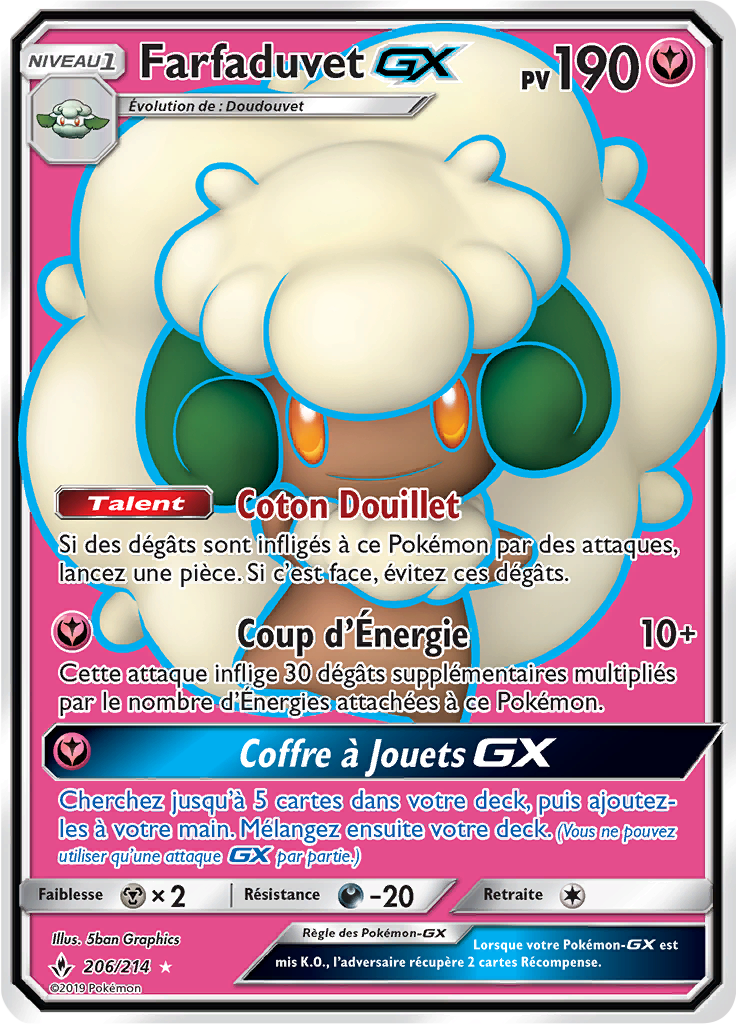 NIVEAU 1 Farfaduvet GX PV 190
Évolution de : Doudouvet
Talent Coton Douillet
Si des dégâts sont infligés à ce Pokémon par des attaques,
lancez une pièce. Si c'est face, évitez ces dégâts.
Coup d'Énergie 10+
Cette attaque inflige 30 dégâts supplémentaires multipliés
par le nombre d'Énergies attachées à ce Pokémon.
Coffre à Jouets GX
Cherchez jusqu'à 5 cartes dans votre deck, puis ajoutez-
les à votre main. Mélangez ensuite votre deck. (Vous ne pouvez
utiliser qu'une attaque GX par partie.)
Faiblesse ×2 Résistance -20 Retraite
Illus. 5ban Graphics
206/214
©2019 Pokémon
Règle des Pokémon-GX
Lorsque votre Pokémon-GX est
mis K.O., l'adversaire récupère 2 cartes Récompense.